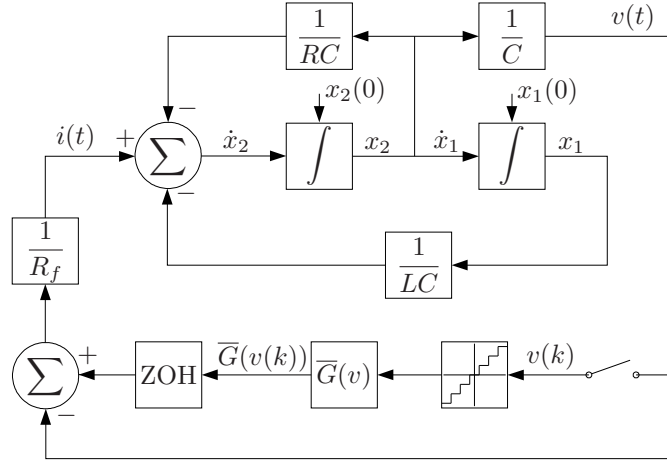 1/(RC)
1/C
v(t)
−
x₂(0)
x₁(0)
i(t)
+
∑
ẋ₂
∫
x₂
ẋ₁
∫
x₁
−
1/R_f
1/(LC)
G̅(v(k))
v(k)
∑
+
ZOH
G̅(v)
−